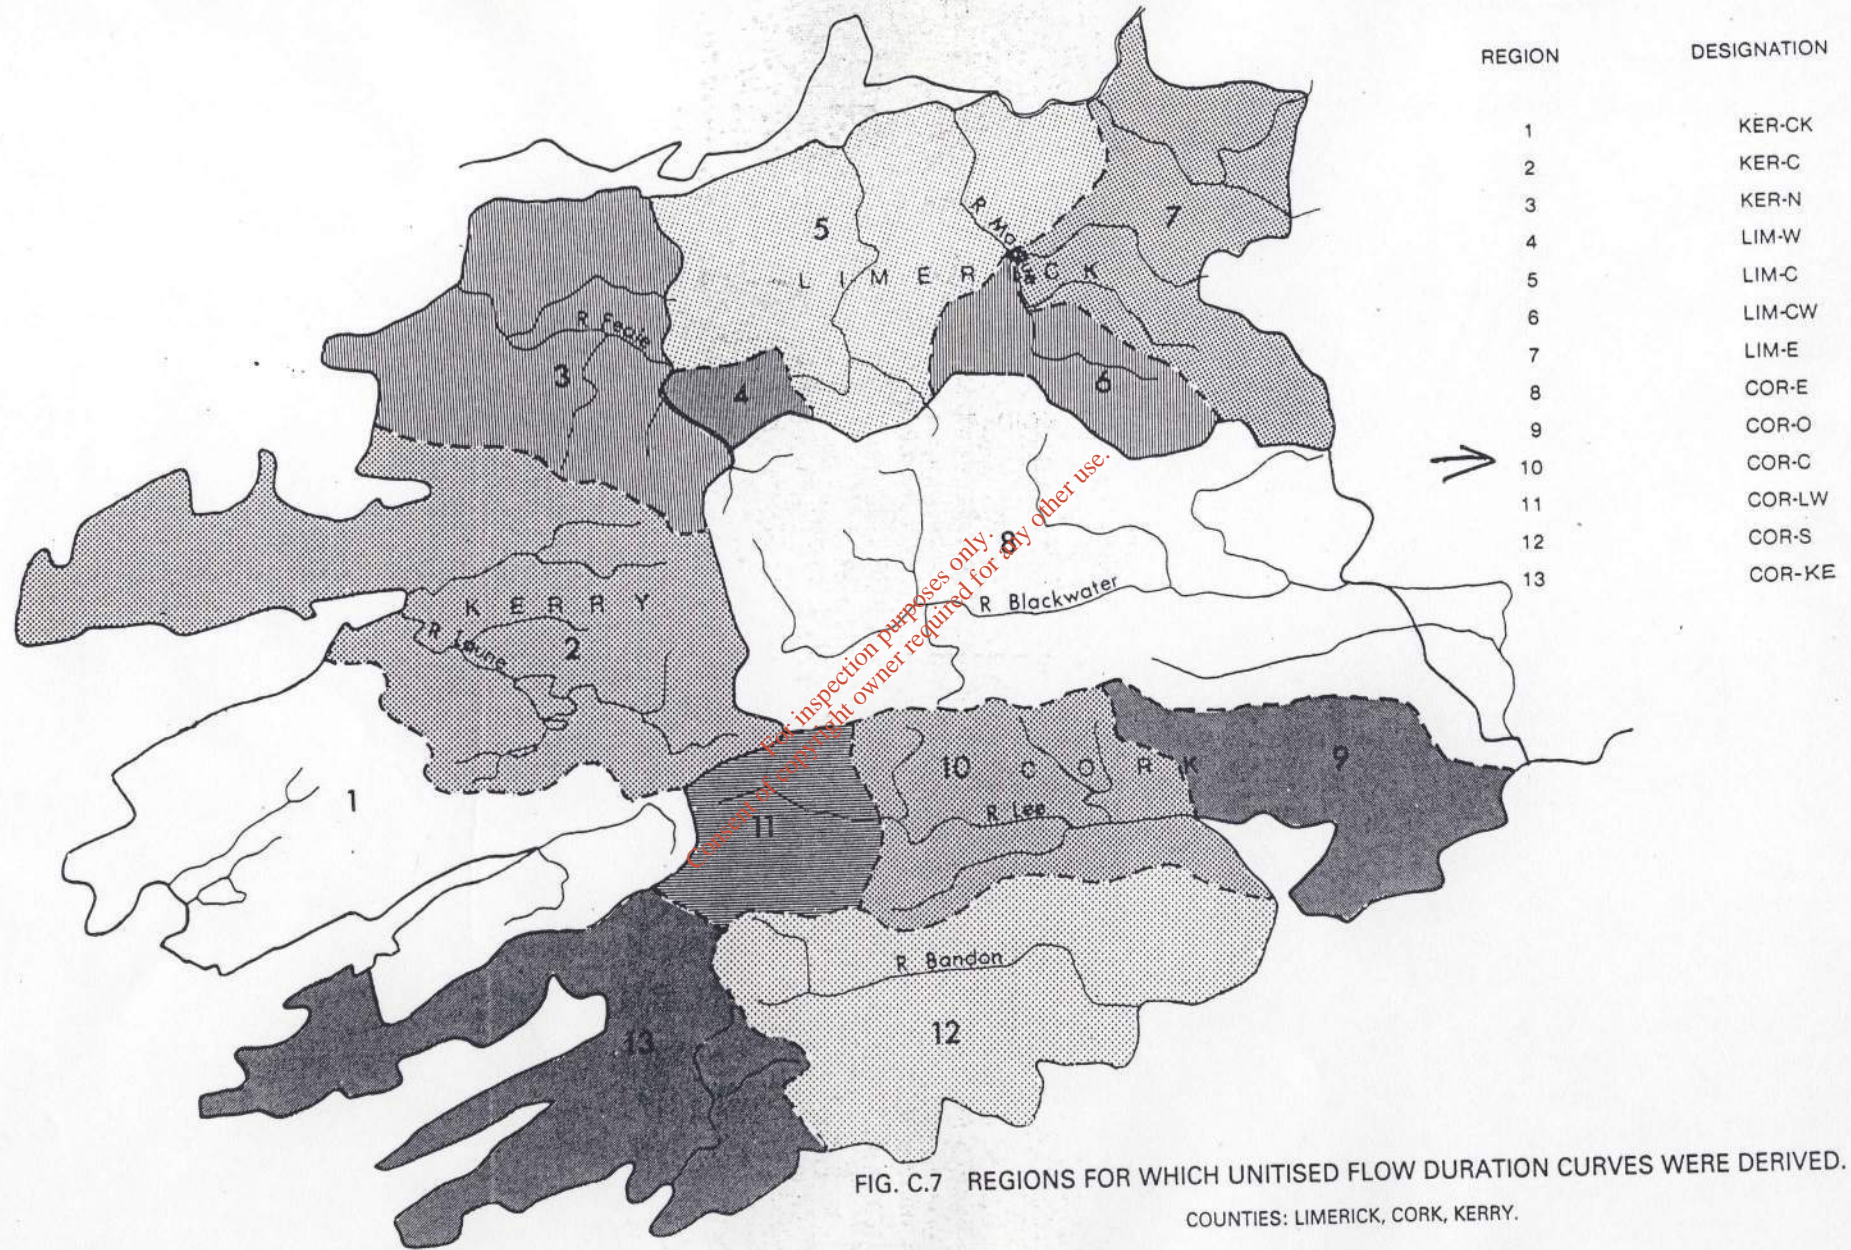 REGION DESIGNATION
1 KER-CK
2 KER-C
3 KER-N
4 LIM-W
5 LIM-C
6 LIM-CW
7 LIM-E
8 COR-E
9 COR-O
10 COR-C
11 COR-LW
12 COR-S
13 COR-KE
5
7
LIMERICK
R Feale
3
4
6
8
R Blackwater
KERRY
R Laune
2
For inspection purposes only.
Consent of copyright owner required for any other use.
1
10 CORK
9
R Lee
11
R Bandon
12
13
FIG. C.7 REGIONS FOR WHICH UNITISED FLOW DURATION CURVES WERE DERIVED.
COUNTIES: LIMERICK, CORK, KERRY.